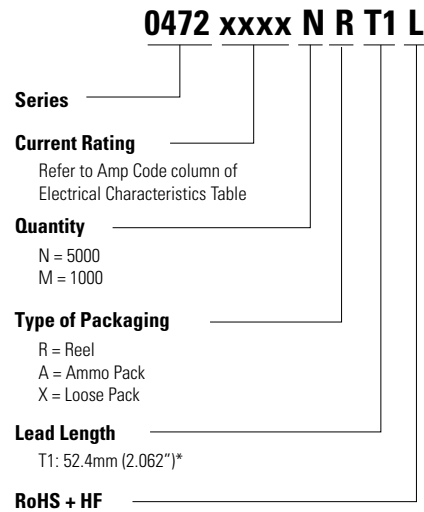 0472 xxxx N R T1 L
Series
Current Rating
Refer to Amp Code column of
Electrical Characteristics Table
Quantity
N = 5000
M = 1000
Type of Packaging
R = Reel
A = Ammo Pack
X = Loose Pack
Lead Length
T1: 52.4mm (2.062”)*
RoHS + HF